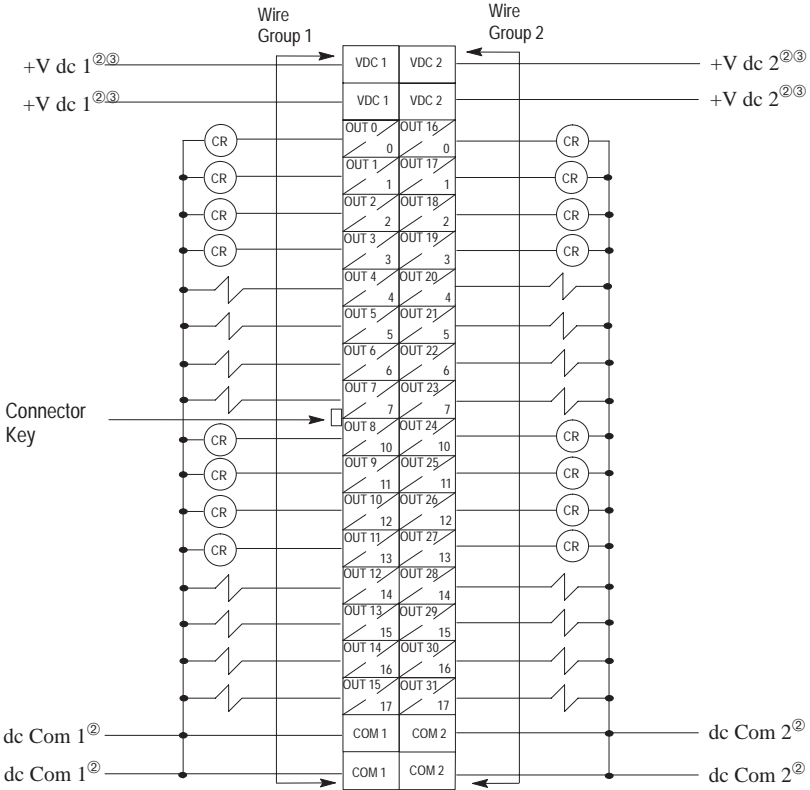 Wire Group 1
Wire Group 2
+V dc 1②③ VDC 1 VDC 2 +V dc 2②③
+V dc 1②③ VDC 1 VDC 2 +V dc 2②③
CR OUT 0 0 OUT 16 0 CR
CR OUT 1 1 OUT 17 1 CR
CR OUT 2 2 OUT 18 2 CR
CR OUT 3 3 OUT 19 3 CR
OUT 4 4 OUT 20 4
OUT 5 5 OUT 21 5
OUT 6 6 OUT 22 6
OUT 7 7 OUT 23 7
Connector Key
CR OUT 8 10 OUT 24 10 CR
CR OUT 9 11 OUT 25 11 CR
CR OUT 10 12 OUT 26 12 CR
CR OUT 11 13 OUT 27 13 CR
OUT 12 14 OUT 28 14
OUT 13 15 OUT 29 15
OUT 14 16 OUT 30 16
OUT 15 17 OUT 31 17
dc Com 1② COM 1 COM 2 dc Com 2②
dc Com 1② COM 1 COM 2 dc Com 2②